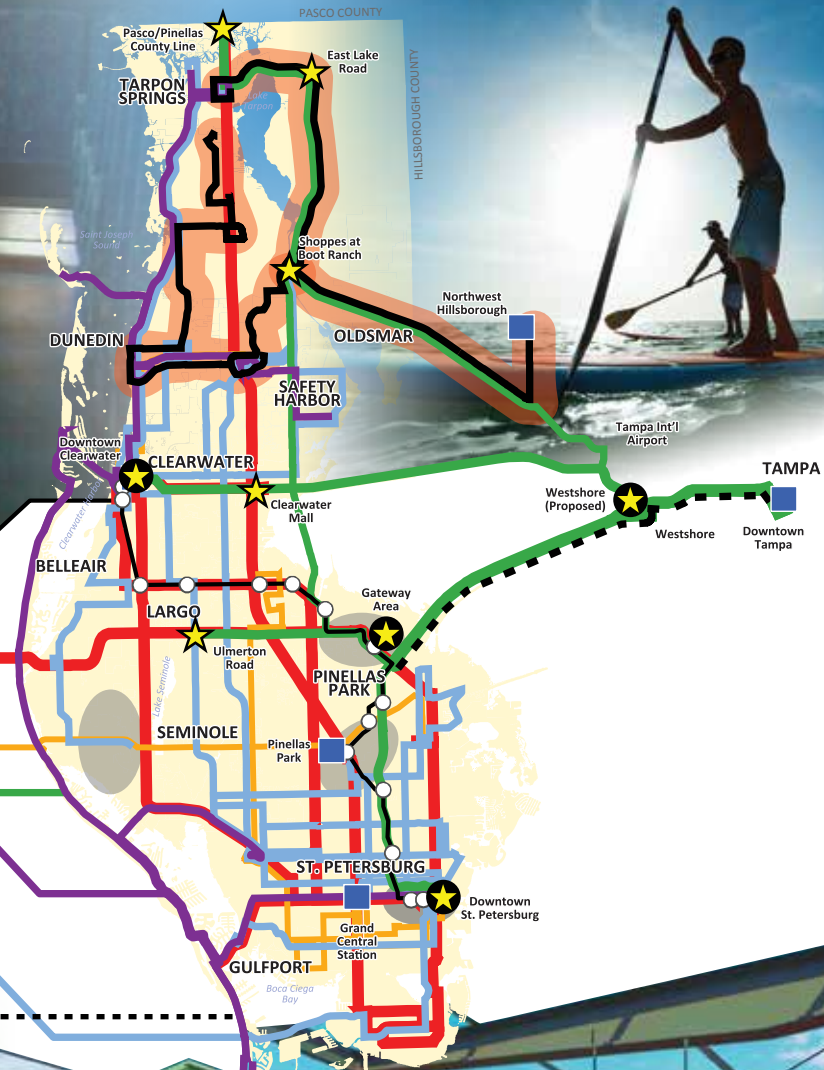 PASCO COUNTY
Pasco/Pinellas
County Line
East Lake
Road
HILLSBOROUGH COUNTY
TARPON
SPRINGS
Lake
Tarpon
Saint Joseph
Sound
Shoppes at
Boot Ranch
Northwest
Hillsborough
DUNEDIN
OLDSMAR
SAFETY
HARBOR
Tampa Int'l
Airport
Downtown
Clearwater
CLEARWATER
TAMPA
Clearwater Harbor
Clearwater
Mall
Westshore
(Proposed)
Westshore
Downtown
Tampa
BELLEAIR
Gateway
Area
LARGO
Ulmerton
Road
PINELLAS
PARK
Lake Seminole
SEMINOLE
Pinellas
Park
ST. PETERSBURG
Downtown
St. Petersburg
Grand
Central
Station
GULFPORT
Boca Ciega
Bay